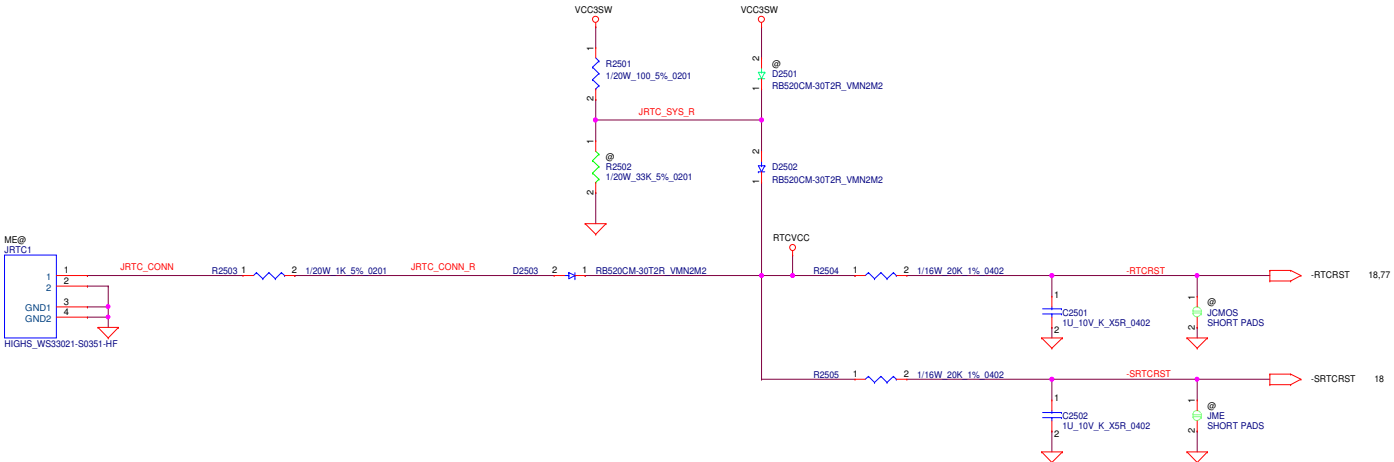 VCC3SW
VCC3SW
1
R2501
1/20W_100_5%_0201
2
2
@
D2501
RB520CM-30T2R_VMN2M2
1
JRTC_SYS_R
1
@
R2502
1/20W_33K_5%_0201
2
2
D2502
RB520CM-30T2R_VMN2M2
1
ME@
JRTC1
1
2
GND1
GND2
1
2
3
4
HIGHS_WS33021-S0351-HF
JRTC_CONN
R2503 1
2 1/20W_1K_5%_0201
JRTC_CONN_R
D2503 2
1 RB520CM-30T2R_VMN2M2
RTCVCC
R2504 1
2 1/16W_20K_1%_0402
-RTCRST
-RTCRST 18,77
1
C2501
1U_10V_K_X5R_0402
2
1
@
JCMOS
SHORT PADS
2
R2505 1
2 1/16W_20K_1%_0402
-SRTCRST
-SRTCRST 18
1
C2502
1U_10V_K_X5R_0402
2
1
@
JME
SHORT PADS
2